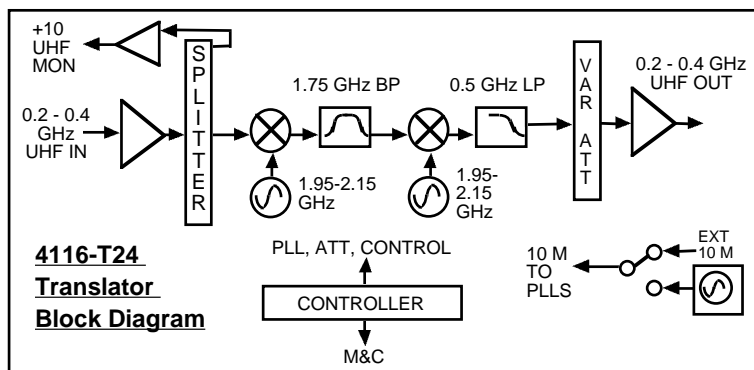 +10
UHF
MON
SPLITTER
0.2 - 0.4
GHz
UHF IN
1.75 GHz BP
0.5 GHz LP
VAR ATT
0.2 - 0.4 GHz
UHF OUT
1.95-2.15
GHz
1.95-
2.15
GHz
4116-T24
Translator
Block Diagram
PLL, ATT, CONTROL
CONTROLLER
M&C
10 M
TO
PLLS
EXT
10 M